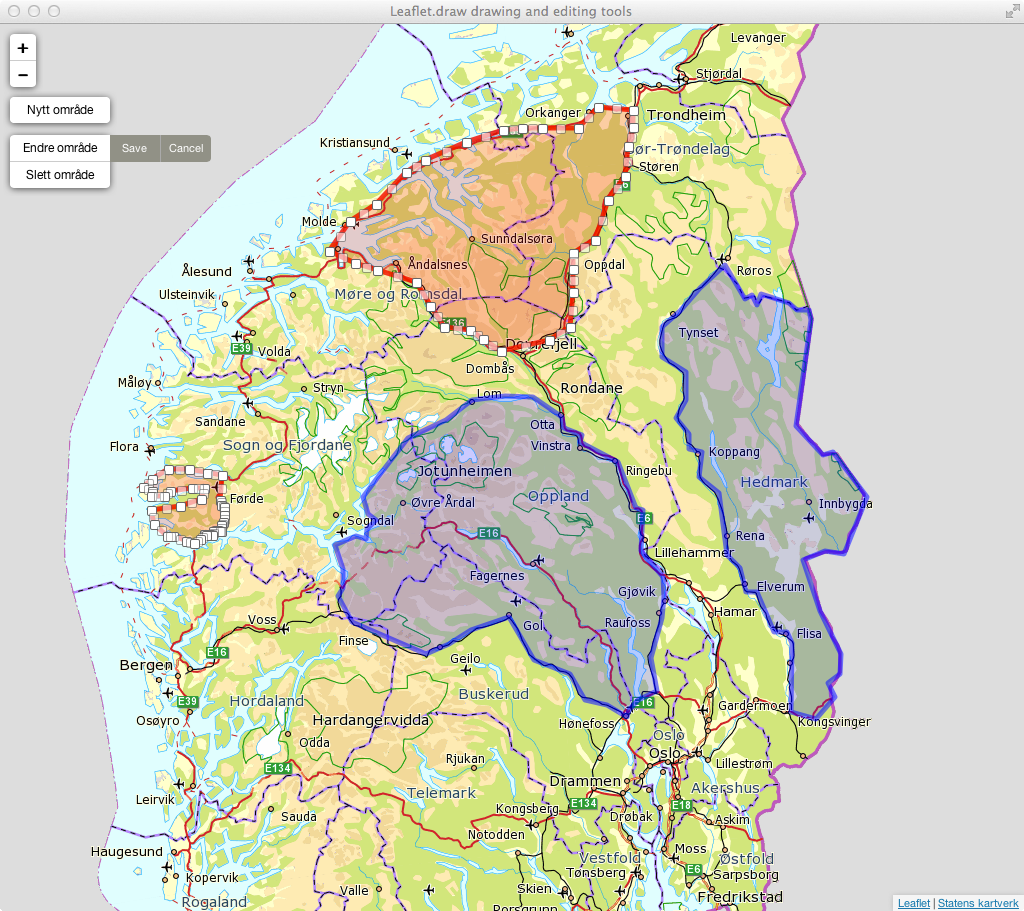 Leaflet.draw drawing and editing tools
+
−
Nytt område
Endre område Save Cancel
Slett område
Levanger
Stjørdal
Orkanger
Trondheim
ør-Trøndelag
Kristiansund
Støren
Molde
Sunndalsøra
Ålesund
Åndalsnes
Oppdal
Røros
Ulsteinvik
Møre og Romsdal
E136
Tynset
E39
Volda
Dovrefjell
Dombås
Måløy
Stryn
Lom
Rondane
Sandane
Otta
Flora
Sogn og Fjordane
Vinstra
Koppang
Jotunheimen
Ringebu
Hedmark
Førde
Øvre Årdal
Oppland
Innbygda
Sogndal
E6
E16
Rena
Lillehammer
Fagernes
Elverum
Gjøvik
Hamar
Voss
Gol
Raufoss
Flisa
Finse
E16
Geilo
Bergen
Buskerud
E39
Hordaland
E16
Gardermoen
Osøyro
Hardangervidda
Hønefoss
Kongsvinger
Odda
Oslo
Oslo
E134
Rjukan
Lillestrøm
Drammen
Leirvik
Telemark
Akershus
E134
E18
Sauda
Kongsberg
Drøbak
Askim
Notodden
Haugesund
Moss
Vestfold
Østfold
Kopervik
Tønsberg
E6
Sarpsborg
Valle
Skien
Fredrikstad
Rogaland
Porsgrunn
Leaflet | Statens kartverk